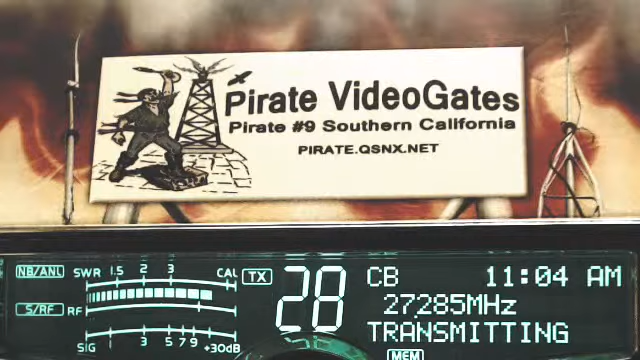 Pirate VideoGates
Pirate #9 Southern California
PIRATE.QSNX.NET
NB/ANL SWR 1.5 2 3 CAL TX 28 CB 11:04 AM
S/RF RF 27285MHz
SIG 1 3 5 7 9 +30dB TRANSMITTING
MEM